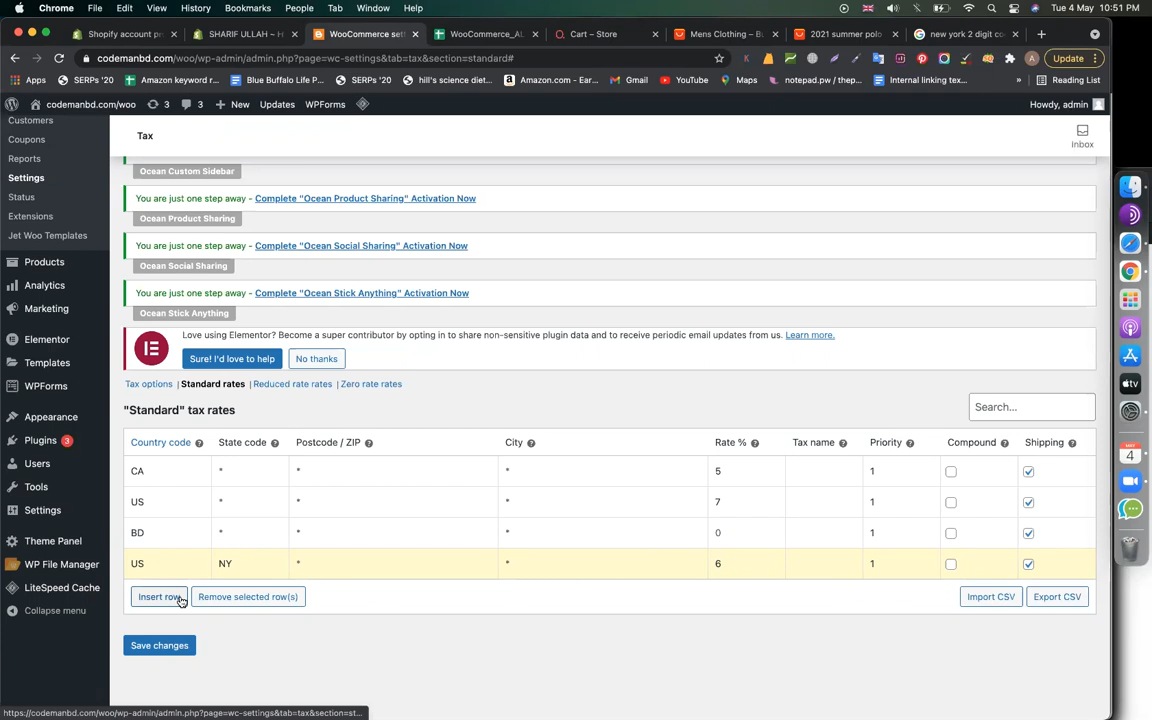 Chrome File Edit View History Bookmarks People Tab Window Help Tue 4 May 10:51 PM
Shopify account pr SHARIF ULLAH ~ H WooCommerce set WooCommerce_AL Cart – Store Mens Clothing – Bu 2021 summer polo new york 2 digit co
codemanbd.com/woo/wp-admin/admin.php?page=wc-settings&tab=tax&section=standard# Update
Apps SERPs '20 Amazon keyword r... Blue Buffalo Life P... SERPs '20 hill's science diet... Amazon.com - Ear... Gmail YouTube Maps notepad.pw / thep... Internal linking tex... » Reading List
codemanbd.com/woo 3 3 New Updates WPForms Howdy, admin
Customers
Coupons
Reports
Settings
Status
Extensions
Jet Woo Templates
Products
Analytics
Marketing
Elementor
Templates
WPForms
Appearance
Plugins 3
Users
Tools
Settings
Theme Panel
WP File Manager
LiteSpeed Cache
Collapse menu
Tax
Inbox
Ocean Custom Sidebar
You are just one step away - Complete "Ocean Product Sharing" Activation Now
Ocean Product Sharing
You are just one step away - Complete "Ocean Social Sharing" Activation Now
Ocean Social Sharing
You are just one step away - Complete "Ocean Stick Anything" Activation Now
Ocean Stick Anything
Love using Elementor? Become a super contributor by opting in to share non-sensitive plugin data and to receive periodic email updates from us. Learn more.
Sure! I'd love to help No thanks
Tax options | Standard rates | Reduced rate rates | Zero rate rates
"Standard" tax rates
Search...
Country code State code Postcode / ZIP City Rate % Tax name Priority Compound Shipping
CA * * * 5 1
US * * * 7 1
BD * * * 0 1
US NY * * 6 1
Insert row Remove selected row(s) Import CSV Export CSV
Save changes
https://codemanbd.com/woo/wp-admin/admin.php?page=wc-settings&tab=tax&section=st...